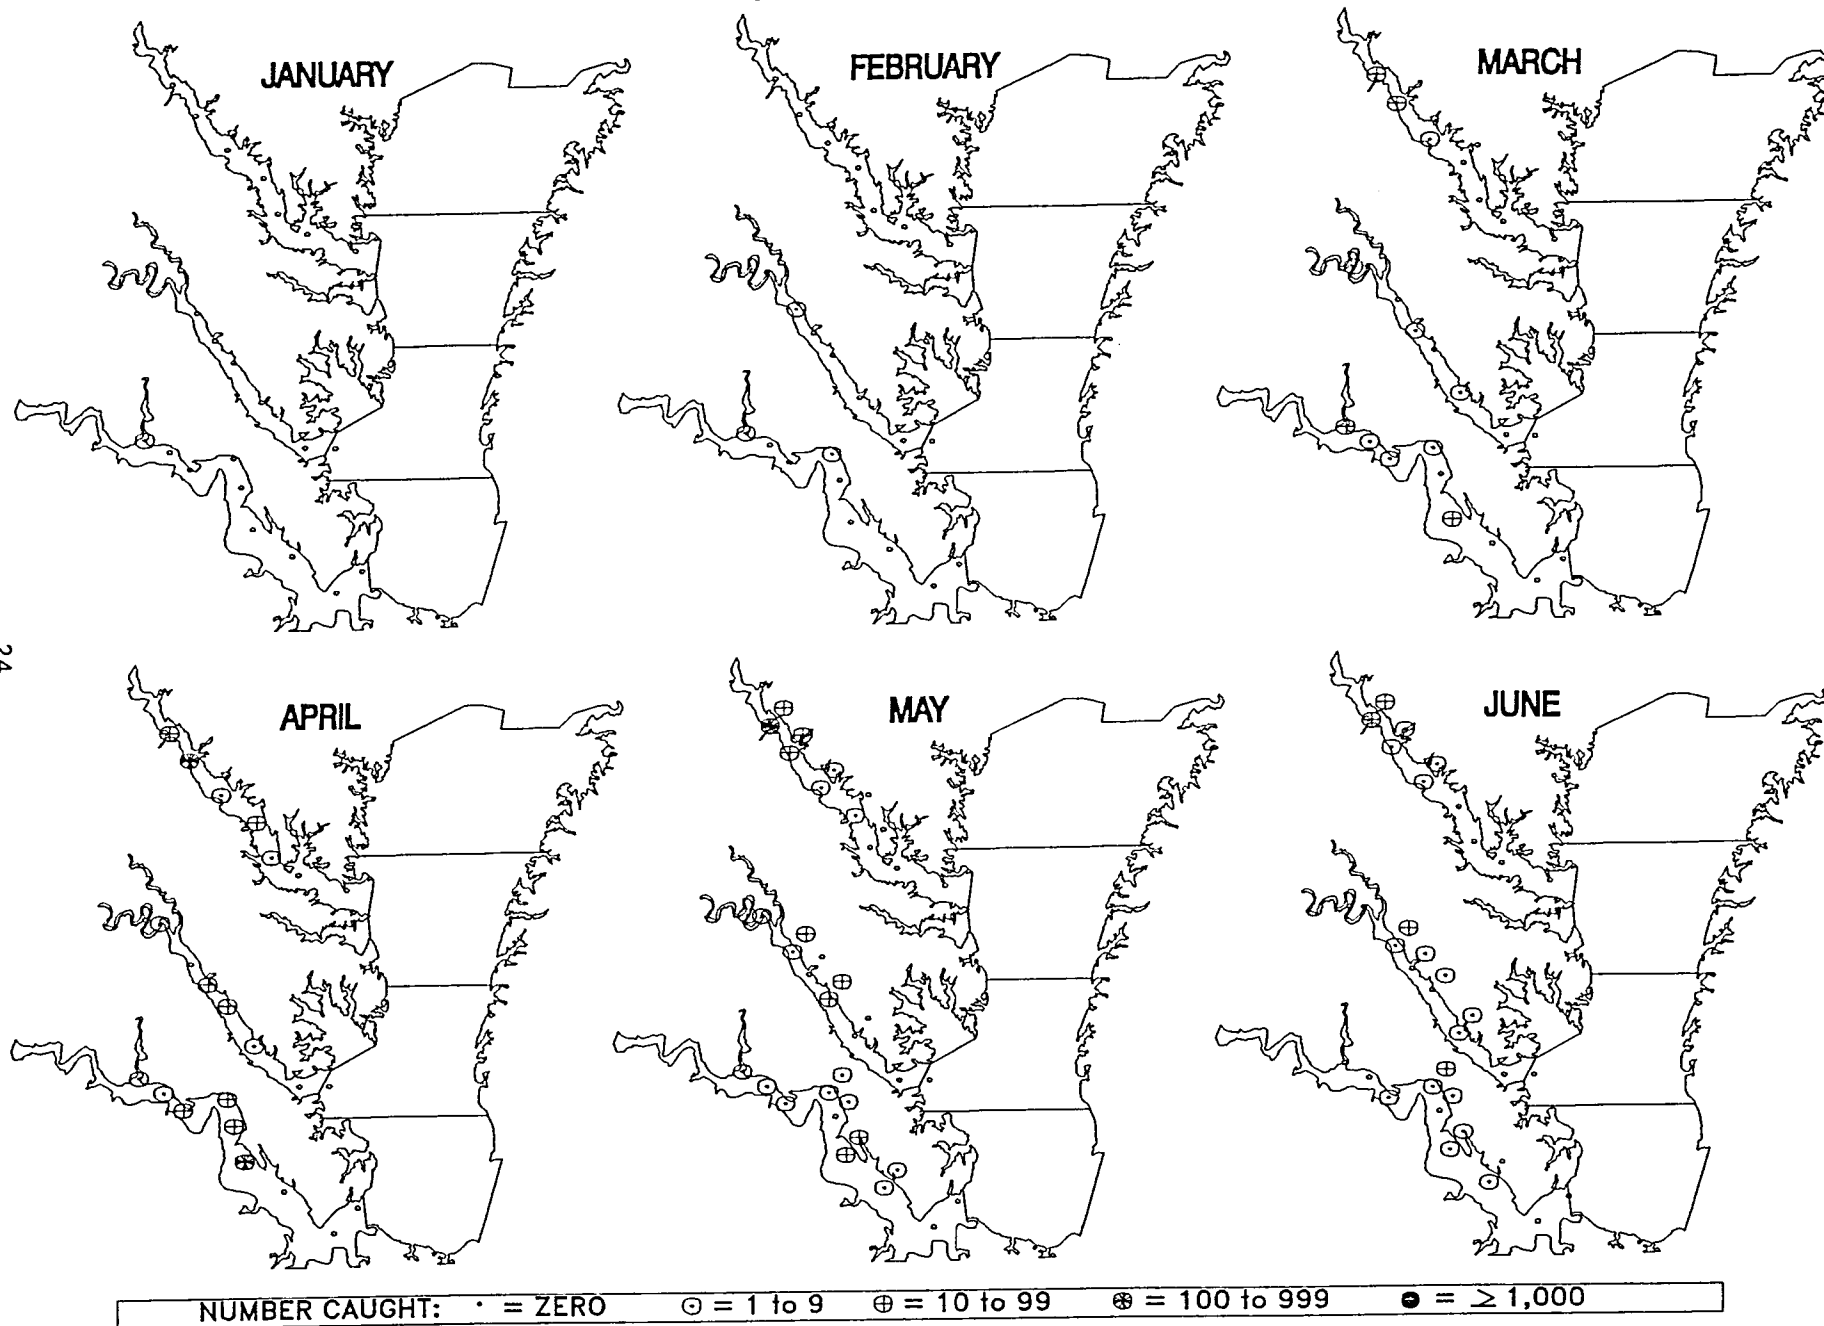 JANUARY
FEBRUARY
MARCH
24
APRIL
MAY
JUNE
NUMBER CAUGHT: · = ZERO ⊙ = 1 to 9 ⊕ = 10 to 99 ⊛ = 100 to 999 ● = ≥ 1,000